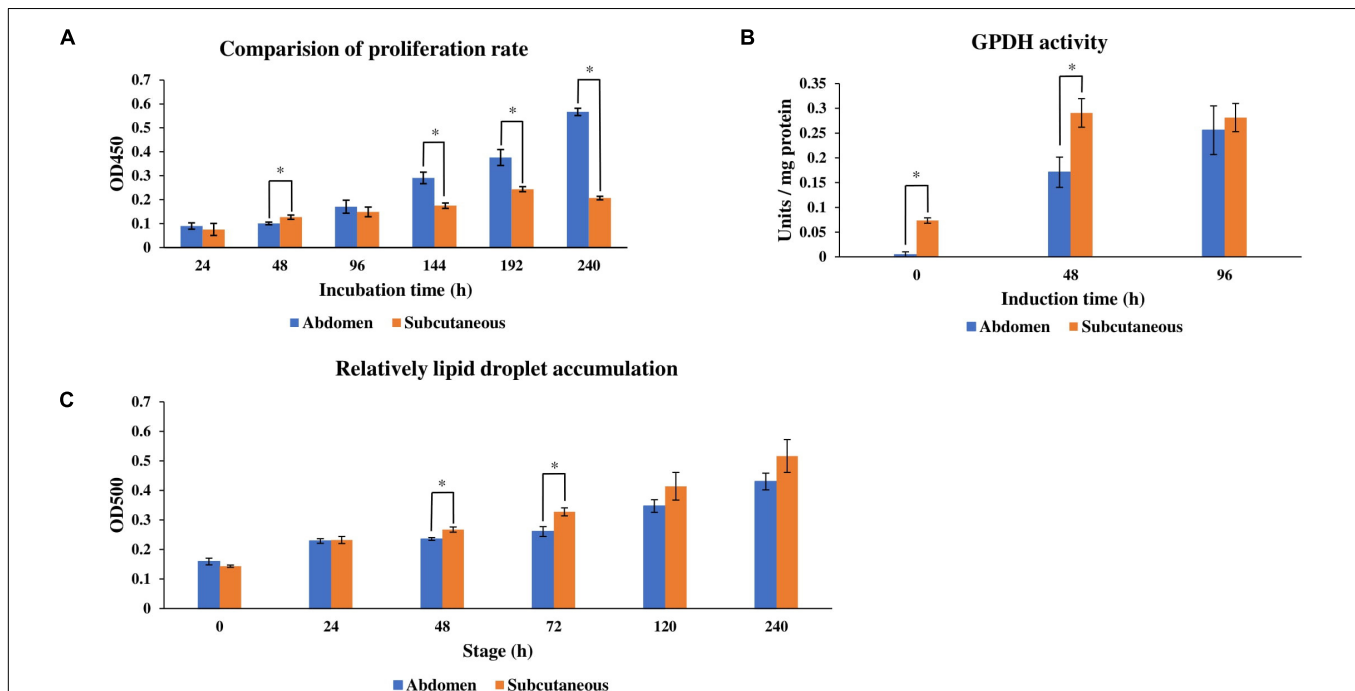 A
Comparision of proliferation rate
0.7
0.6
0.5
0.4
0.3
0.2
0.1
0
OD450
* * * *
24 48 96 144 192 240
Incubation time (h)
Abdomen Subcutaneous
B
GPDH activity
0.35
0.3
0.25
0.2
0.15
0.1
0.05
0
Units / mg protein
* *
0 48 96
Induction time (h)
Abdomen Subcutaneous
C
Relatively lipid droplet accumulation
0.7
0.6
0.5
0.4
0.3
0.2
0.1
0
OD500
* *
0 24 48 72 120 240
Stage (h)
Abdomen Subcutaneous